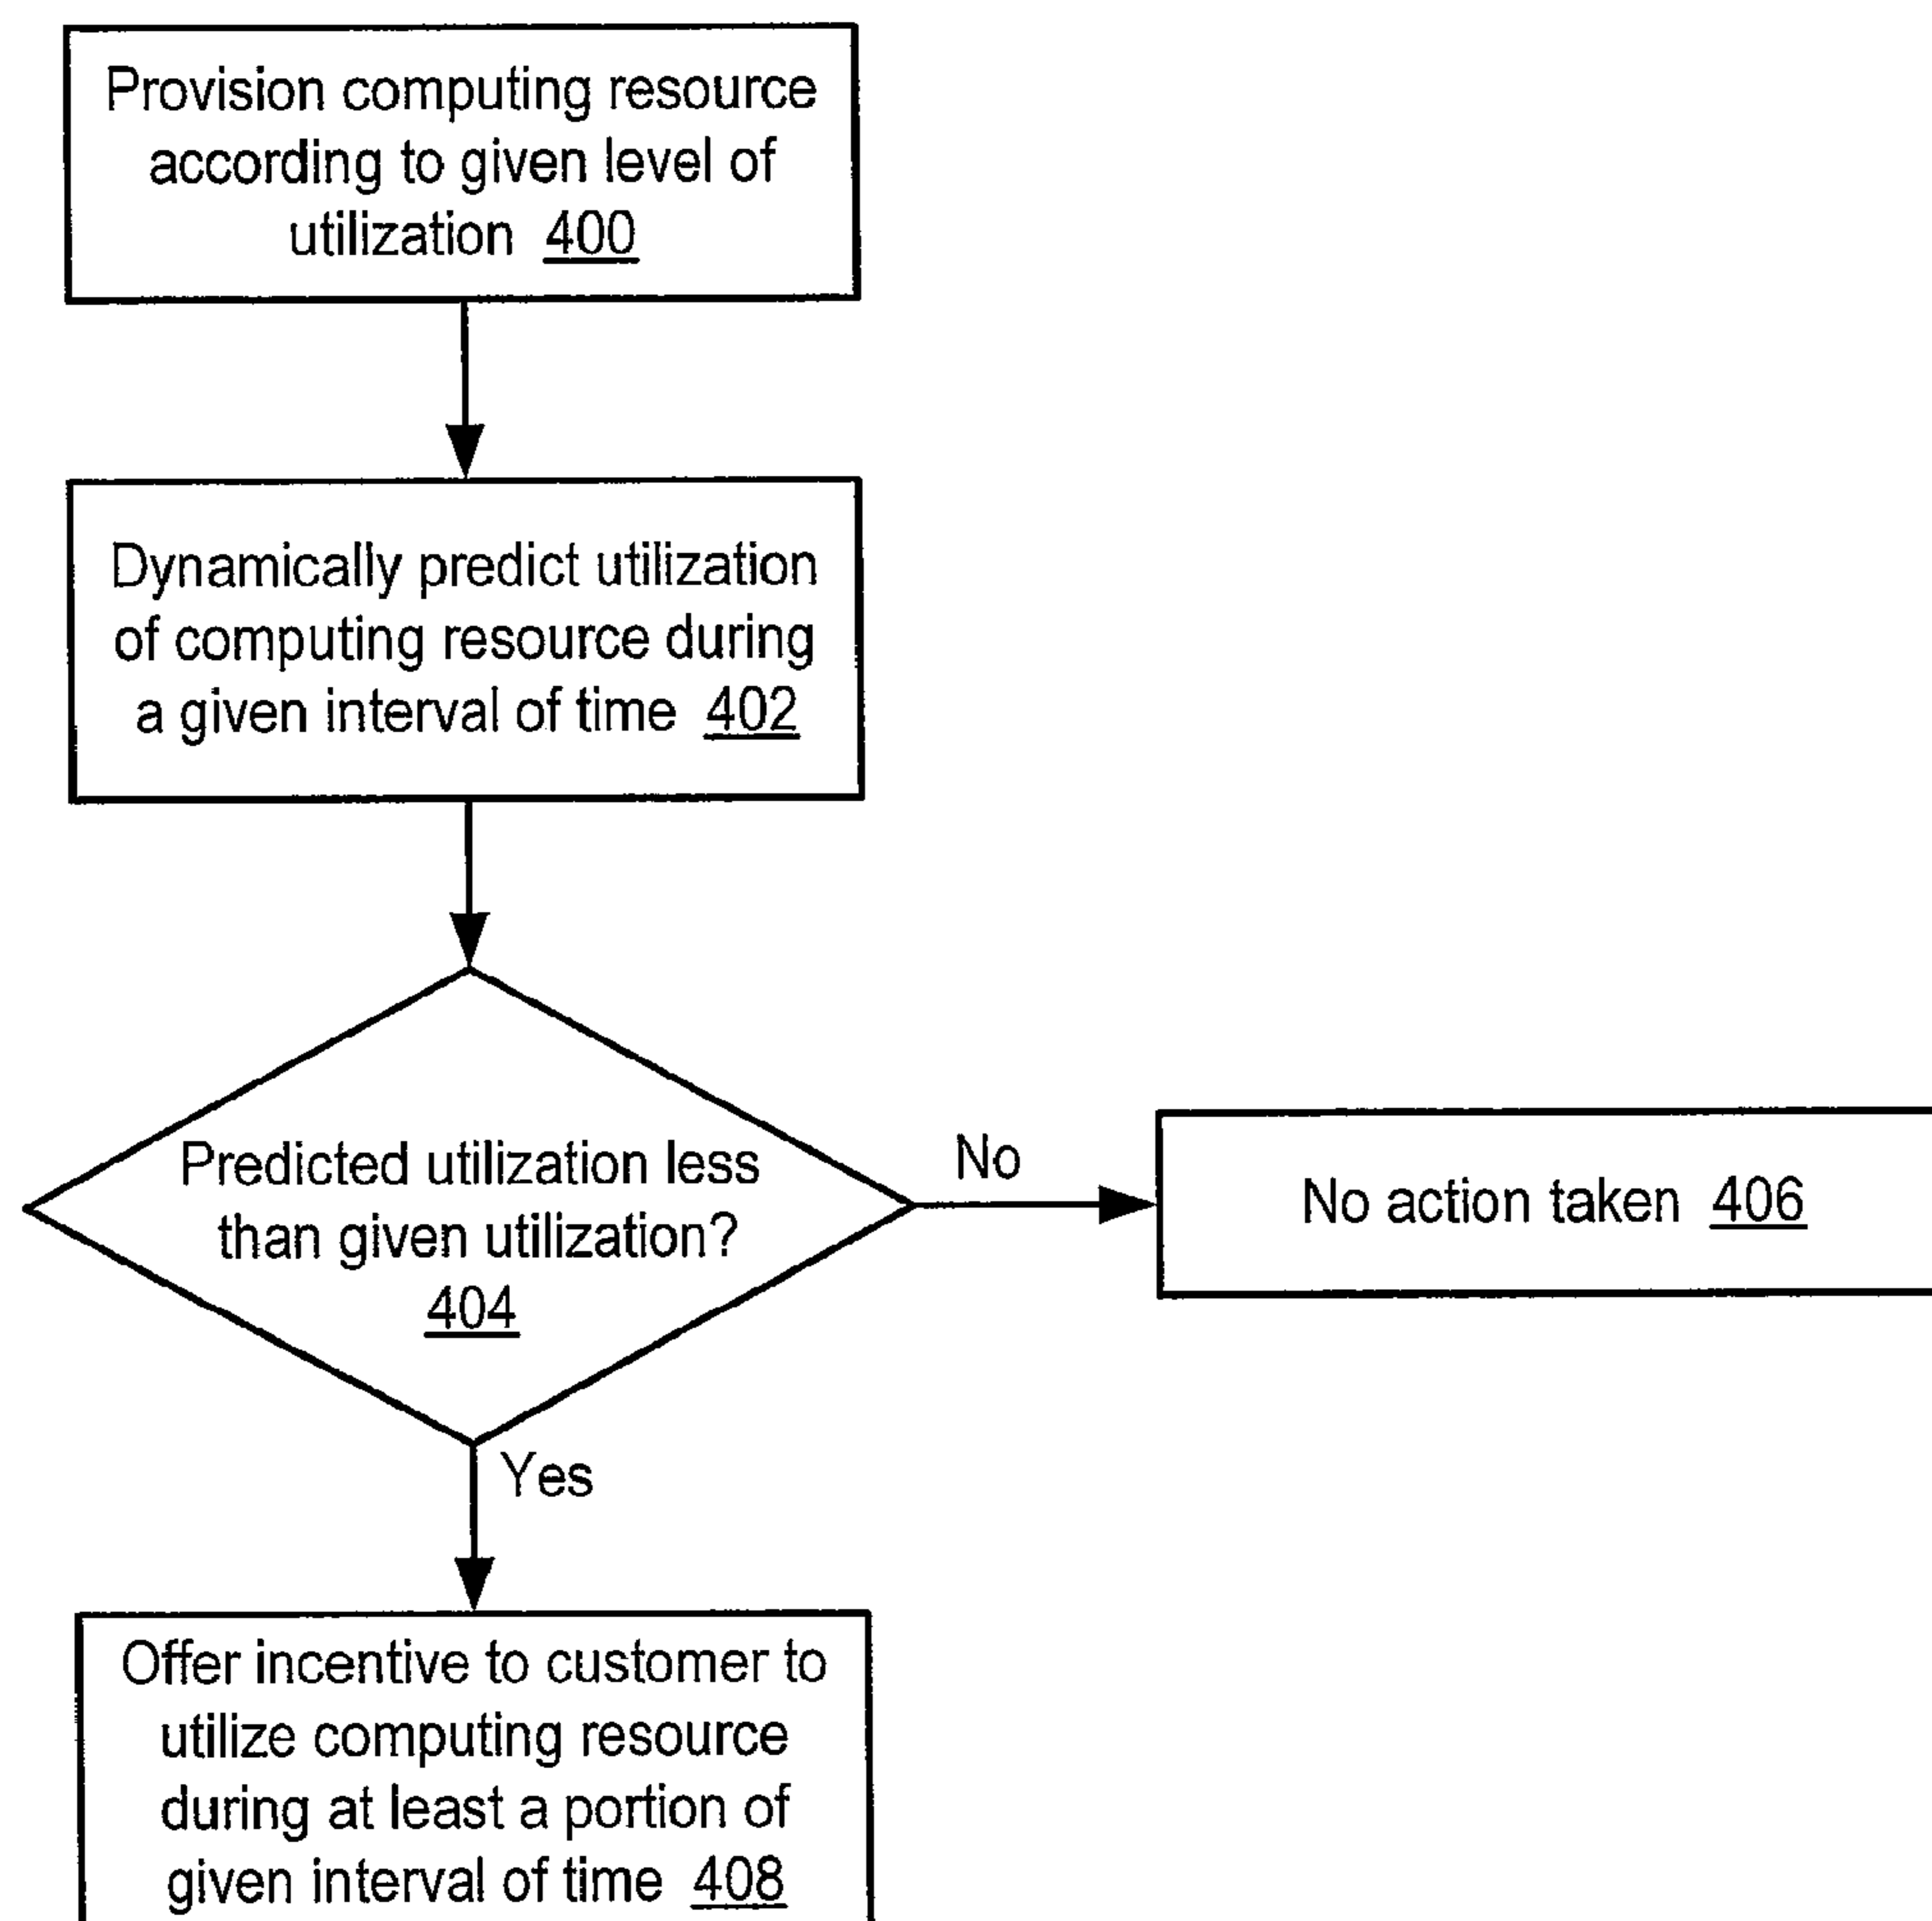 Provision computing resource
according to given level of
utilization 400
Dynamically predict utilization
of computing resource during
a given interval of time 402
Predicted utilization less
than given utilization?
404
No
No action taken 406
Yes
Offer incentive to customer to
utilize computing resource
during at least a portion of
given interval of time 408